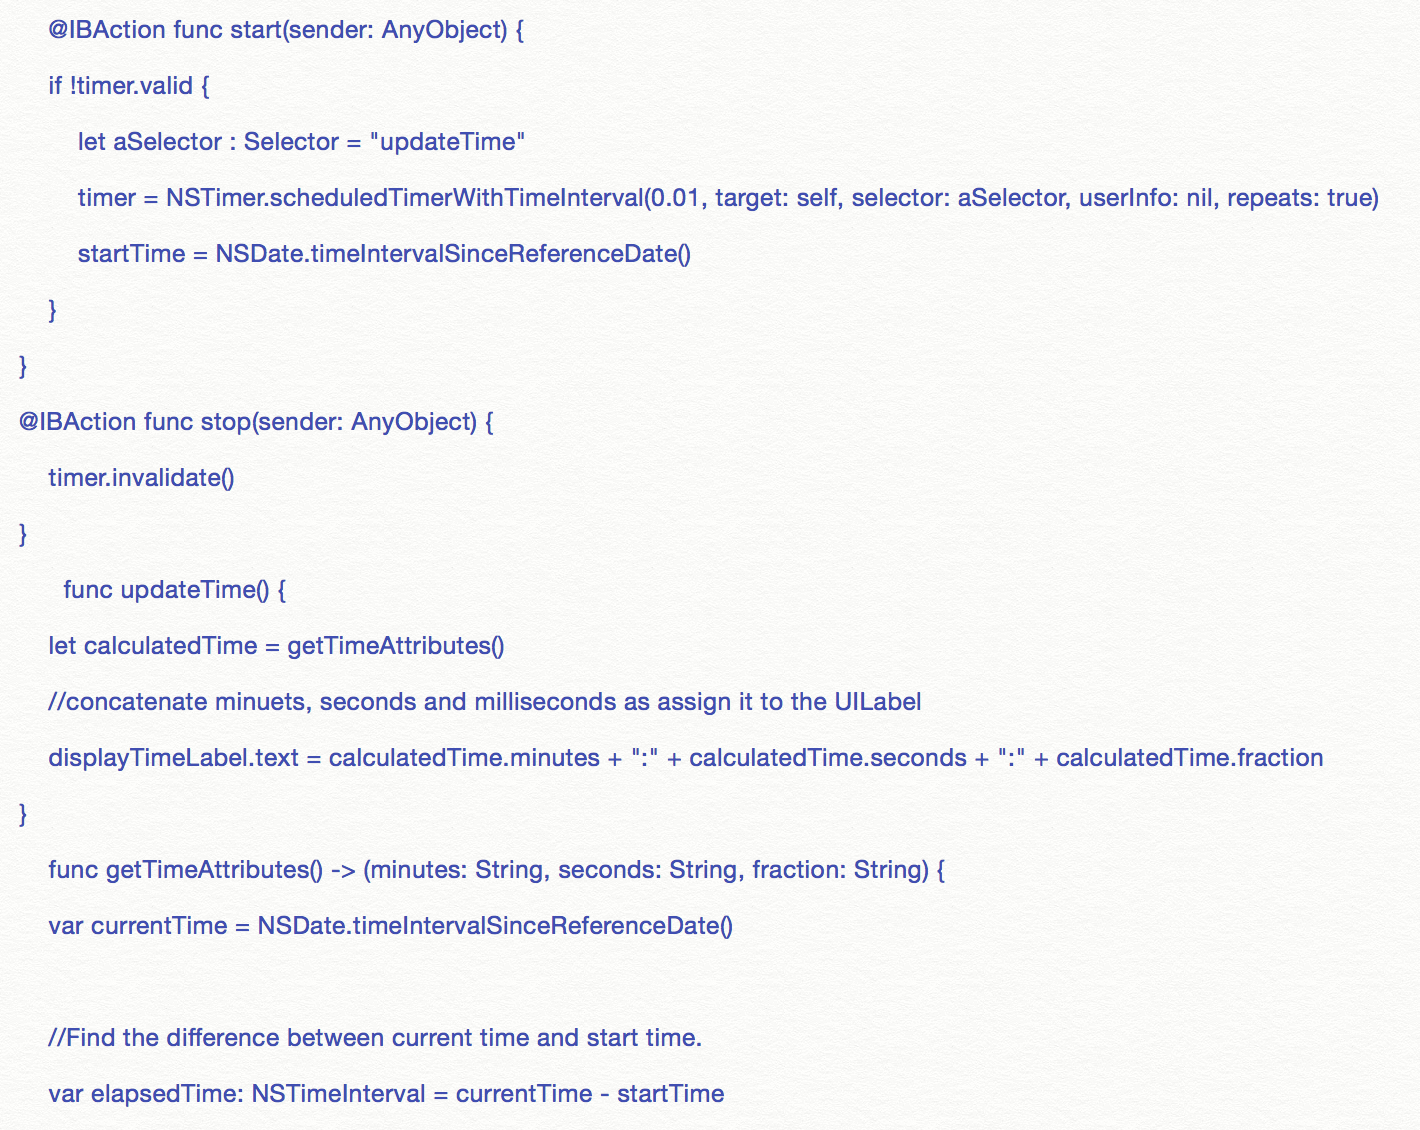 @IBAction func start(sender: AnyObject) {
if !timer.valid {
let aSelector : Selector = "updateTime"
timer = NSTimer.scheduledTimerWithTimeInterval(0.01, target: self, selector: aSelector, userInfo: nil, repeats: true)
startTime = NSDate.timeIntervalSinceReferenceDate()
}
}
@IBAction func stop(sender: AnyObject) {
timer.invalidate()
}
func updateTime() {
let calculatedTime = getTimeAttributes()
//concatenate minuets, seconds and milliseconds as assign it to the UILabel
displayTimeLabel.text = calculatedTime.minutes + ":" + calculatedTime.seconds + ":" + calculatedTime.fraction
}
func getTimeAttributes() -> (minutes: String, seconds: String, fraction: String) {
var currentTime = NSDate.timeIntervalSinceReferenceDate()
//Find the difference between current time and start time.
var elapsedTime: NSTimeInterval = currentTime - startTime